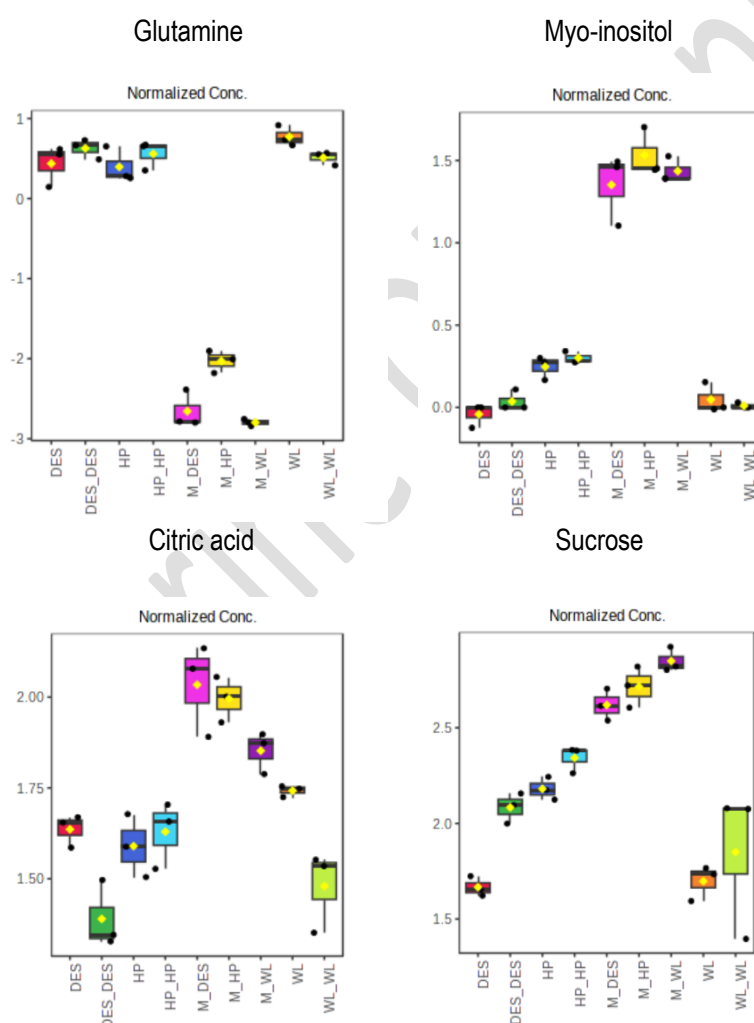 Glutamine
Normalized Conc.
1
0
-1
-2
-3
DES
DES_DES
HP
HP_HP
M_DES
M_HP
M_WL
WL
WL_WL
Myo-inositol
Normalized Conc.
1.5
1.0
0.5
0.0
DES
DES_DES
HP
HP_HP
M_DES
M_HP
M_WL
WL
WL_WL
Citric acid
Normalized Conc.
2.00
1.75
1.50
DES
DES_DES
HP
HP_HP
M_DES
M_HP
M_WL
WL
WL_WL
Sucrose
Normalized Conc.
2.5
2.0
1.5
DES
DES_DES
HP
HP_HP
M_DES
M_HP
M_WL
WL
WL_WL